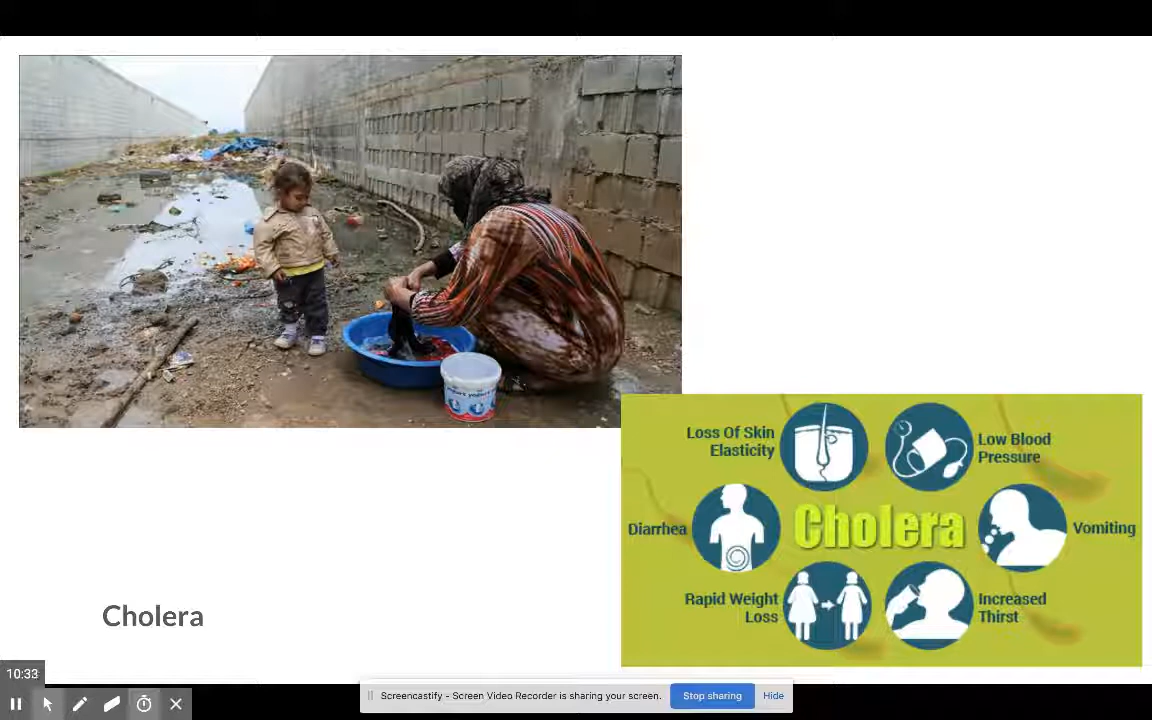 Loss Of Skin
Elasticity
Low Blood
Pressure
Diarrhea
Cholera
Vomiting
Rapid Weight
Loss
Increased
Thirst
Cholera
10:33
Screencastify - Screen Video Recorder is sharing your screen.
Stop sharing
Hide